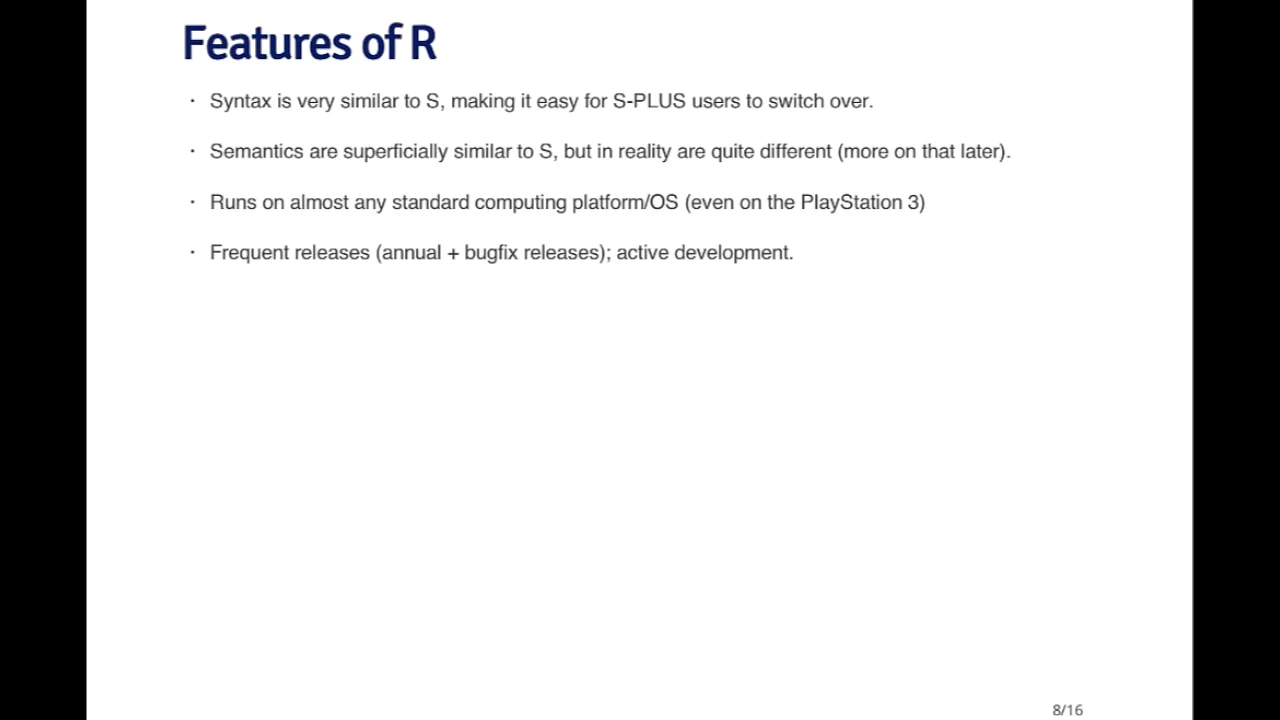 Features of R
· Syntax is very similar to S, making it easy for S-PLUS users to switch over.
· Semantics are superficially similar to S, but in reality are quite different (more on that later).
· Runs on almost any standard computing platform/OS (even on the PlayStation 3)
· Frequent releases (annual + bugfix releases); active development.
8/16